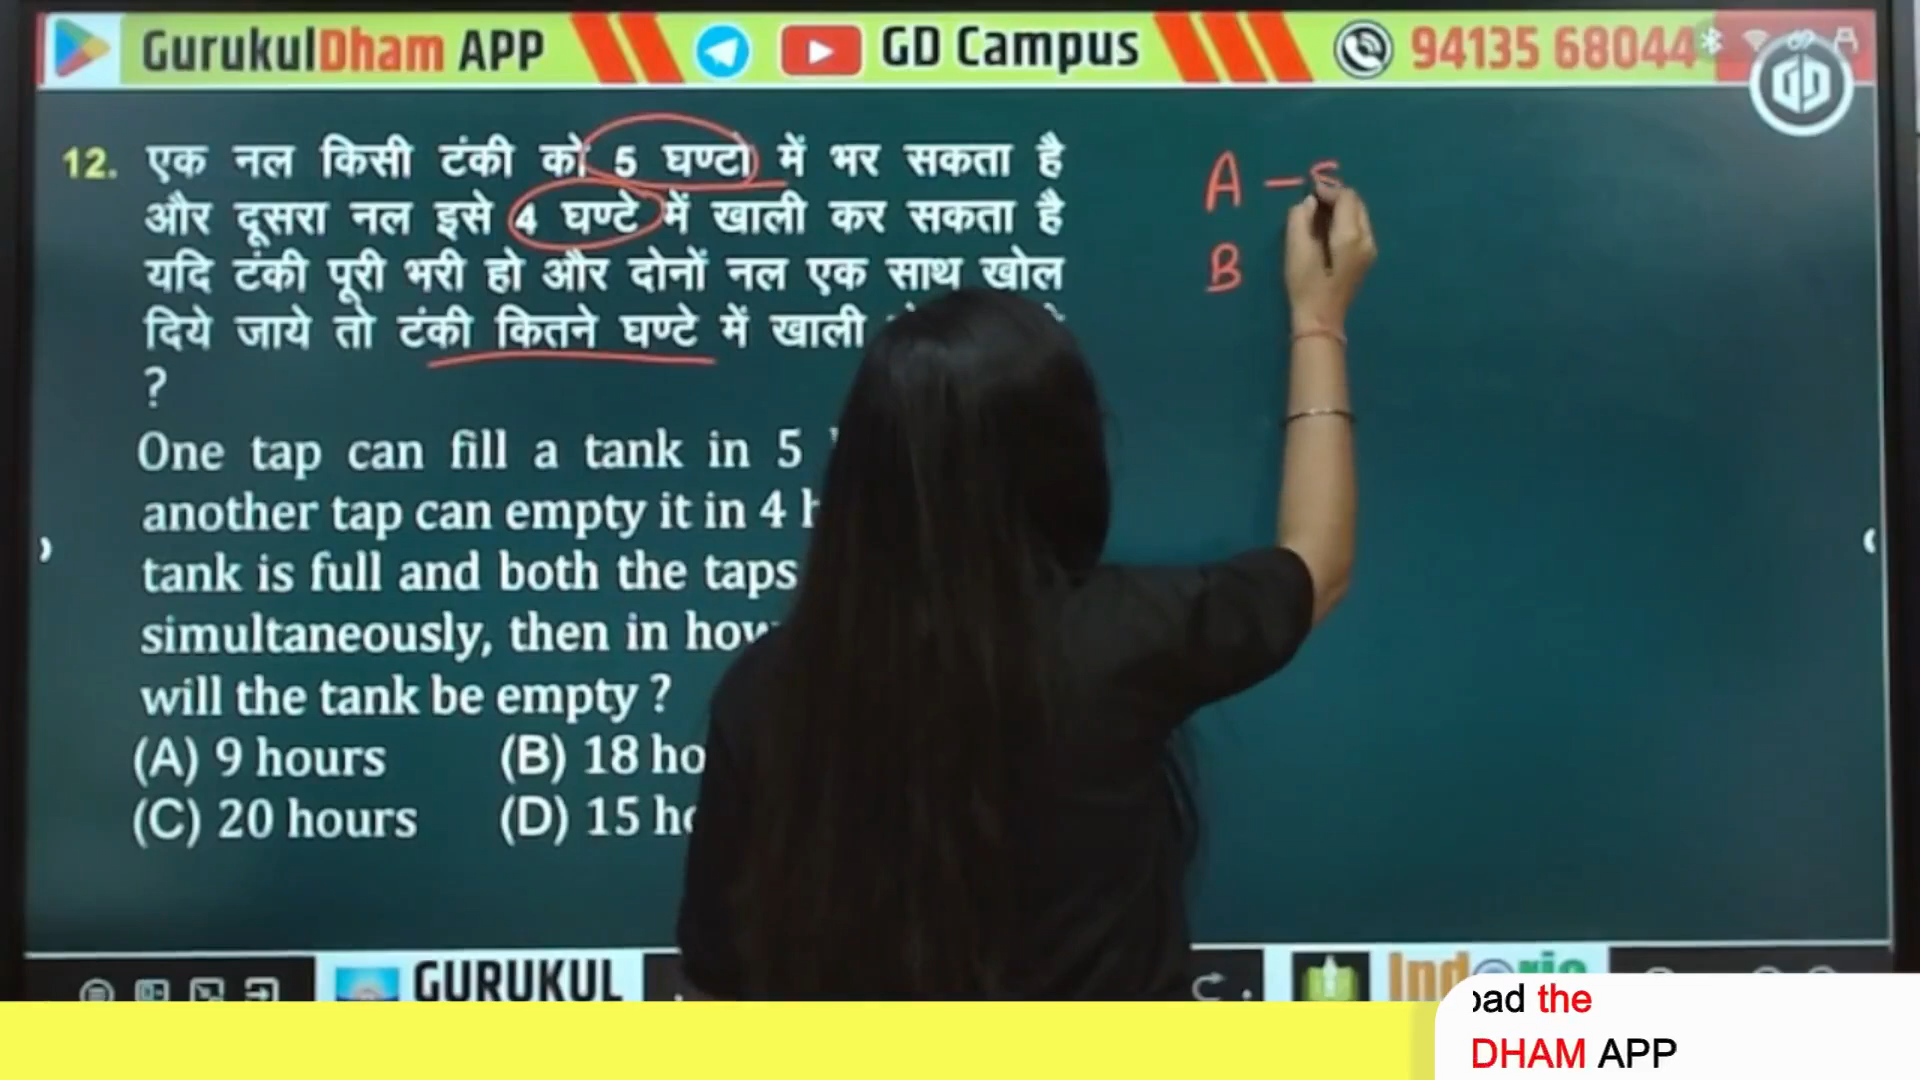 GurukulDham APP GD Campus 94135 68044
GD
12. एक नल किसी टंकी को 5 घण्टो में भर सकता है
और दूसरा नल इसे 4 घण्टे में खाली कर सकता है
यदि टंकी पूरी भरी हो और दोनों नल एक साथ खोल
दिये जाये तो टंकी कितने घण्टे में खाली
?
One tap can fill a tank in 5
another tap can empty it in 4
tank is full and both the taps
simultaneously, then in how
will the tank be empty ?
(A) 9 hours (B) 18
(C) 20 hours (D) 15
A – 5
B
GURUKUL
the
DHAM APP